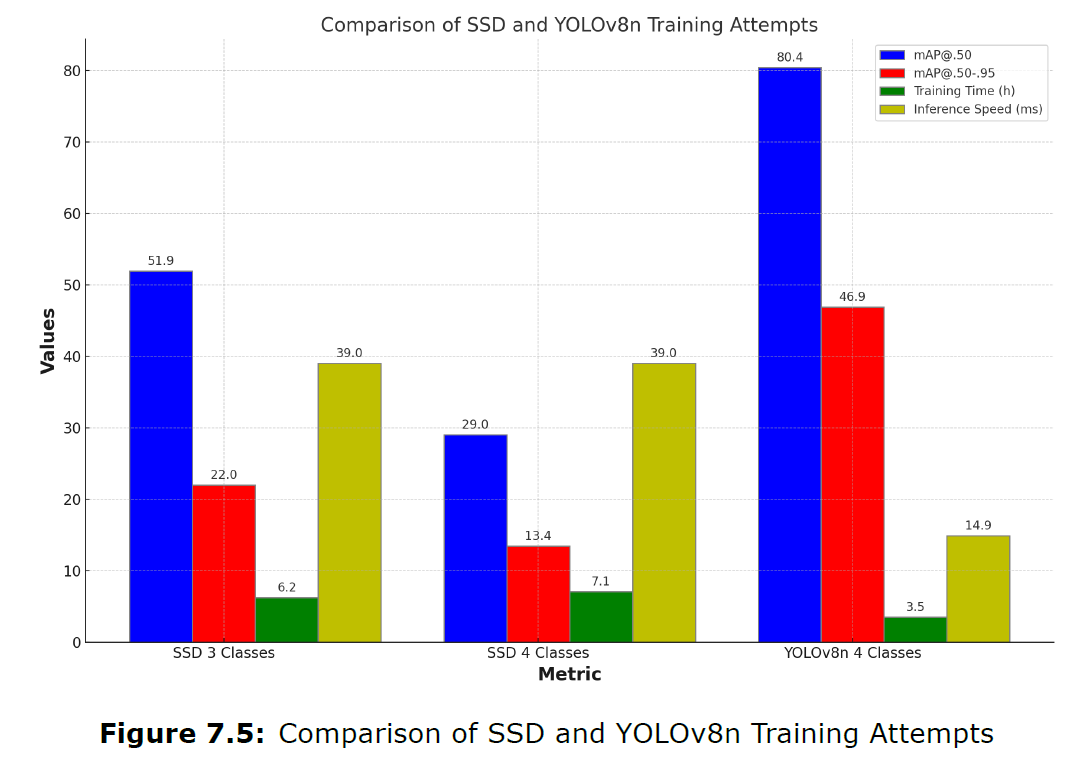 Comparison of SSD and YOLOv8n Training Attempts
mAP@.50
mAP@.50-.95
Training Time (h)
Inference Speed (ms)
Values
80
70
60
50
40
30
20
10
0
51.9
22.0
6.2
39.0
29.0
13.4
7.1
39.0
80.4
46.9
3.5
14.9
SSD 3 Classes
SSD 4 Classes
YOLOv8n 4 Classes
Metric
Figure 7.5: Comparison of SSD and YOLOv8n Training Attempts